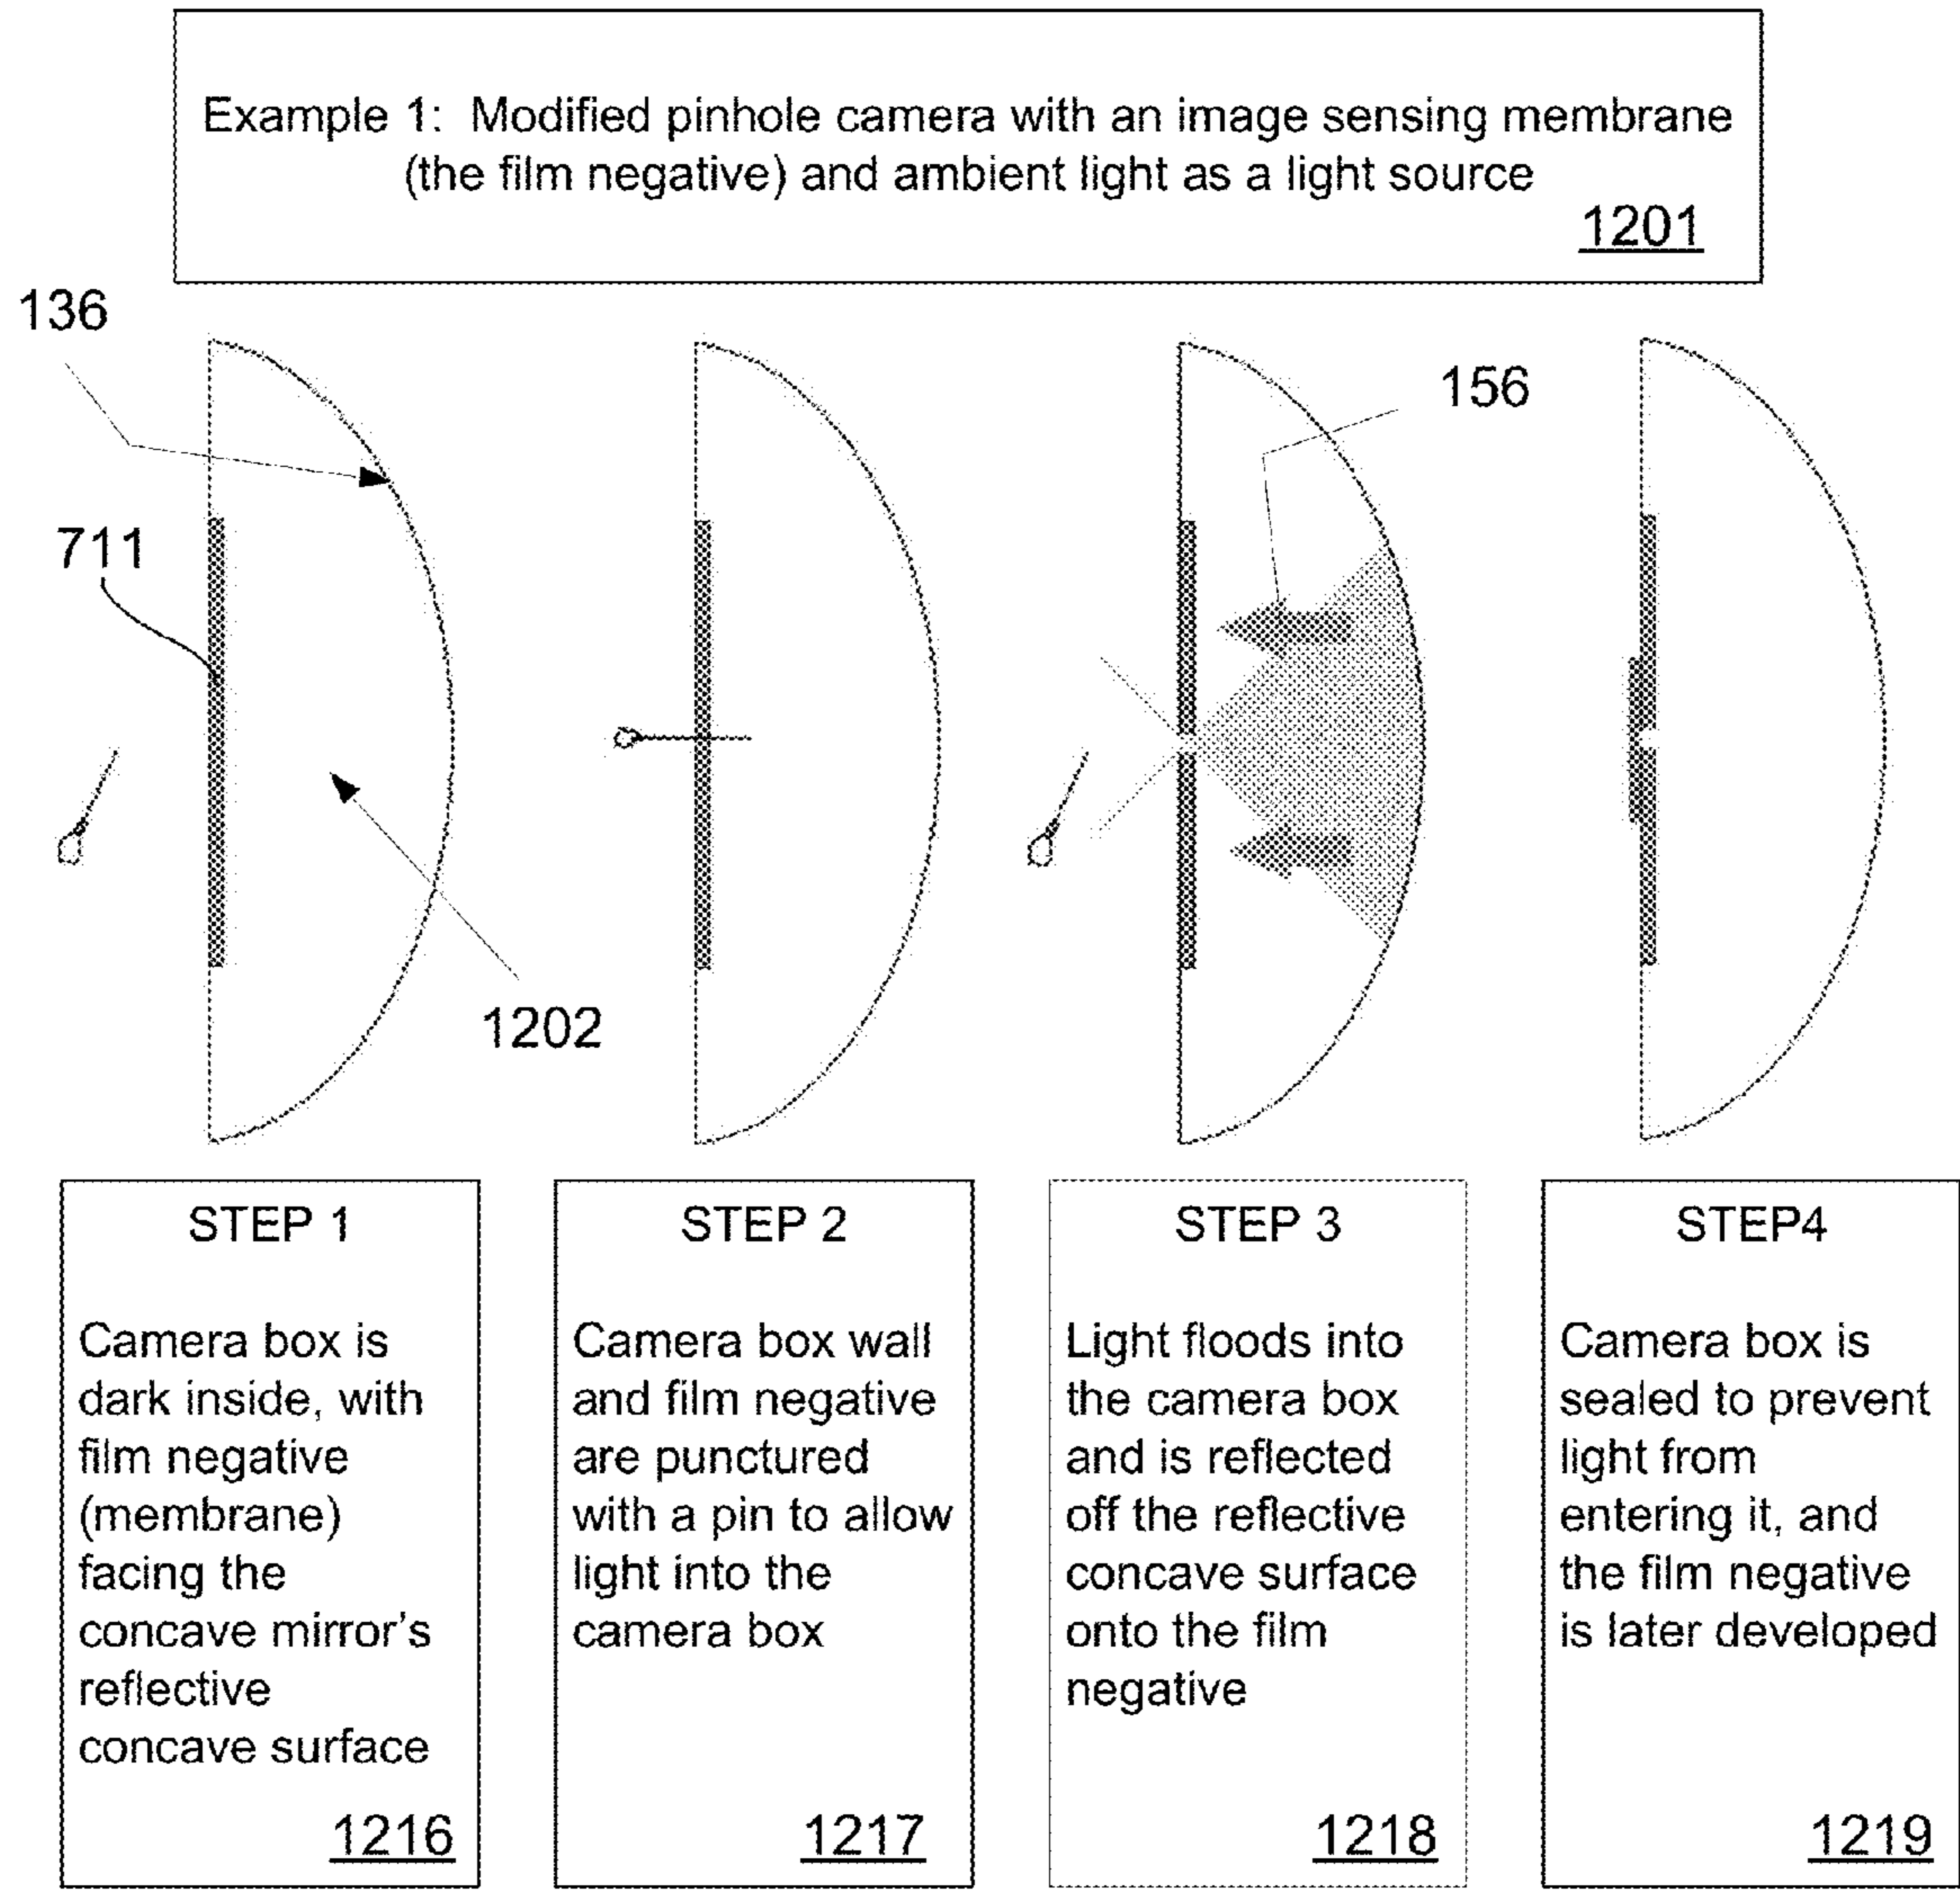 Example 1: Modified pinhole camera with an image sensing membrane
(the film negative) and ambient light as a light source
1201
136
156
711
1202
STEP 1
Camera box is
dark inside, with
film negative
(membrane)
facing the
concave mirror's
reflective
concave surface
1216
STEP 2
Camera box wall
and film negative
are punctured
with a pin to allow
light into the
camera box
1217
STEP 3
Light floods into
the camera box
and is reflected
off the reflective
concave surface
onto the film
negative
1218
STEP4
Camera box is
sealed to prevent
light from
entering it, and
the film negative
is later developed
1219